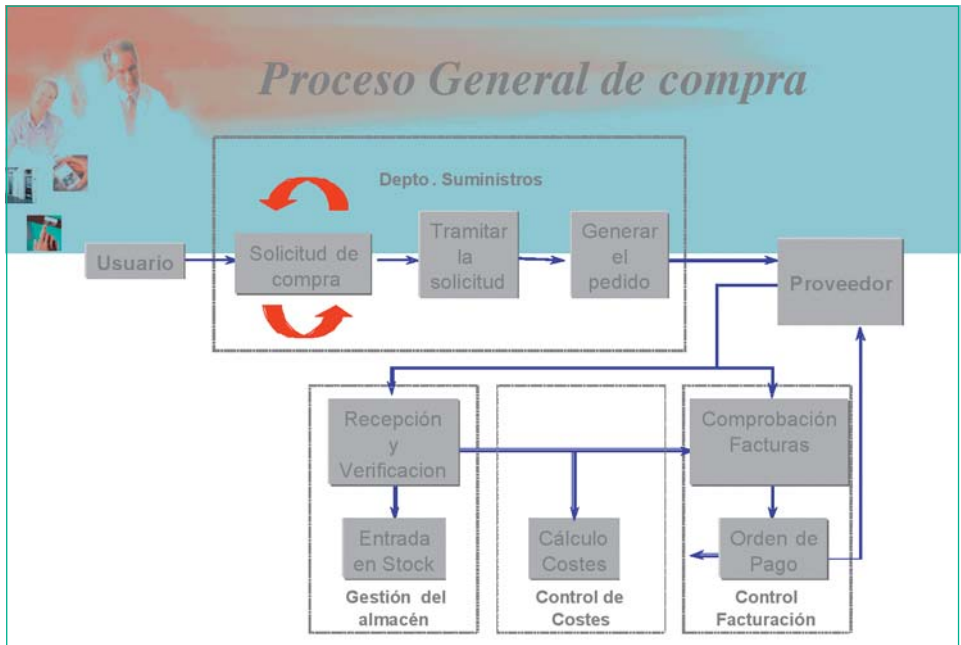 Proceso General de compra
Depto . Suministros
Usuario
Solicitud de
compra
Tramitar
la
solicitud
Generar
el
pedido
Proveedor
Recepción
y
Verificacion
Comprobación
Facturas
Entrada
en Stock
Cálculo
Costes
Orden de
Pago
Gestión del
almacén
Control de
Costes
Control
Facturación